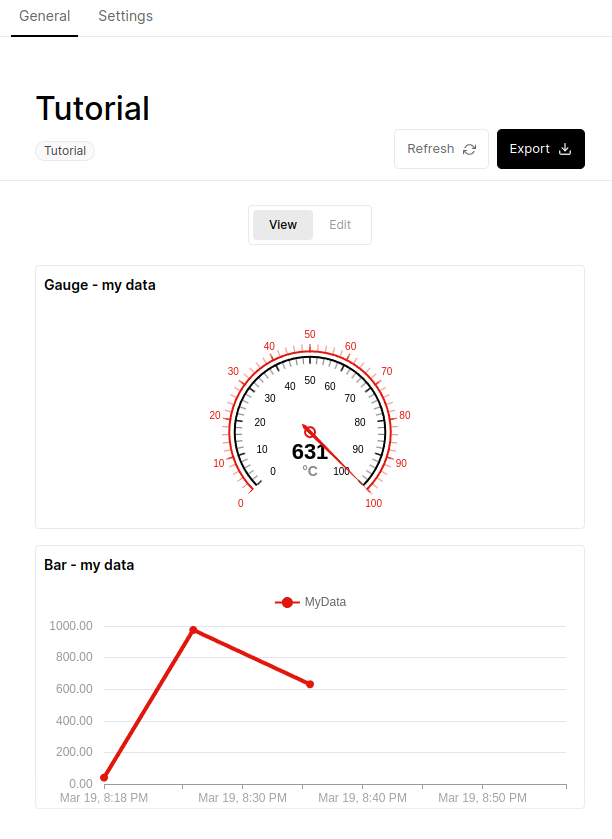 General Settings
Tutorial
Tutorial
Refresh Export
View Edit
Gauge - my data
50
40 60
30 70
50
40 60
30 70
20 80
20 80
10 90
10 90
631
0 °C 100
0 100
Bar - my data
MyData
1000.00
800.00
600.00
400.00
200.00
0.00
Mar 19, 8:18 PM Mar 19, 8:30 PM Mar 19, 8:40 PM Mar 19, 8:50 PM